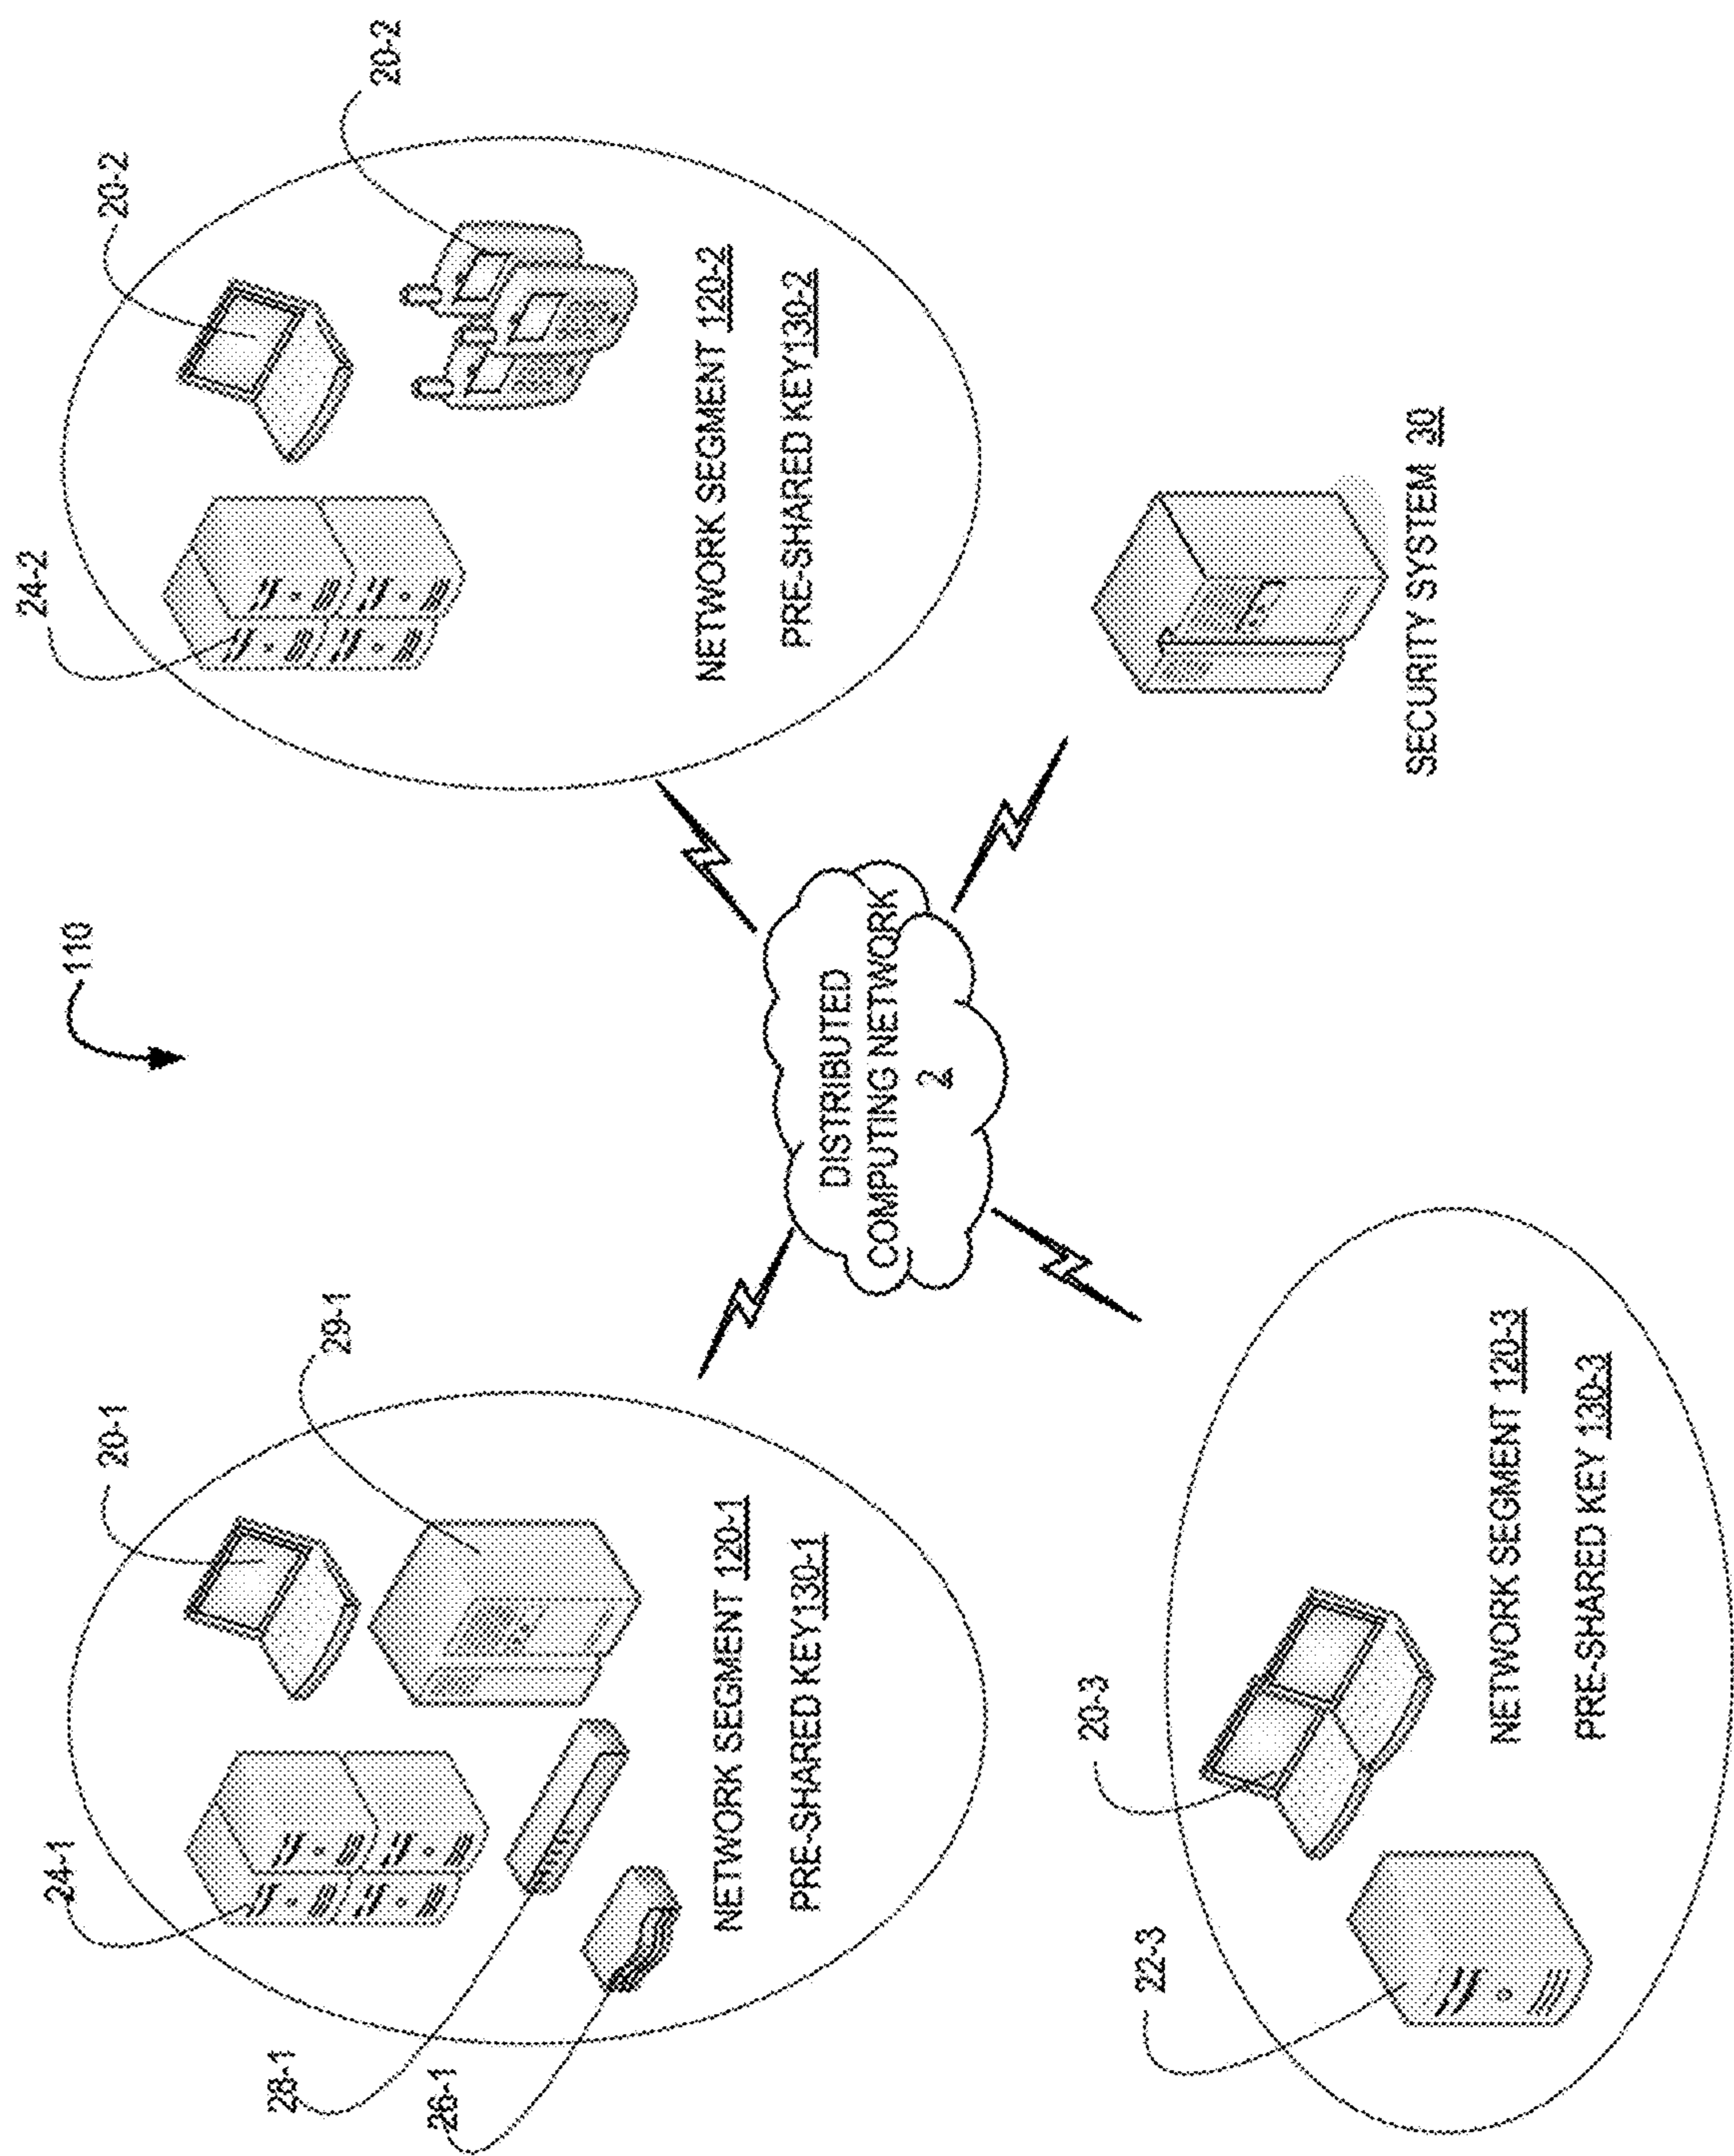 110
24-1
20-1
29-1
28-1
26-1
NETWORK SEGMENT 120-1
PRE-SHARED KEY130-1
24-2
20-2
20-2
NETWORK SEGMENT 120-2
PRE-SHARED KEY130-2
DISTRIBUTED
COMPUTING NETWORK
2
22-3
20-3
NETWORK SEGMENT 120-3
PRE-SHARED KEY 130-3
SECURITY SYSTEM 30